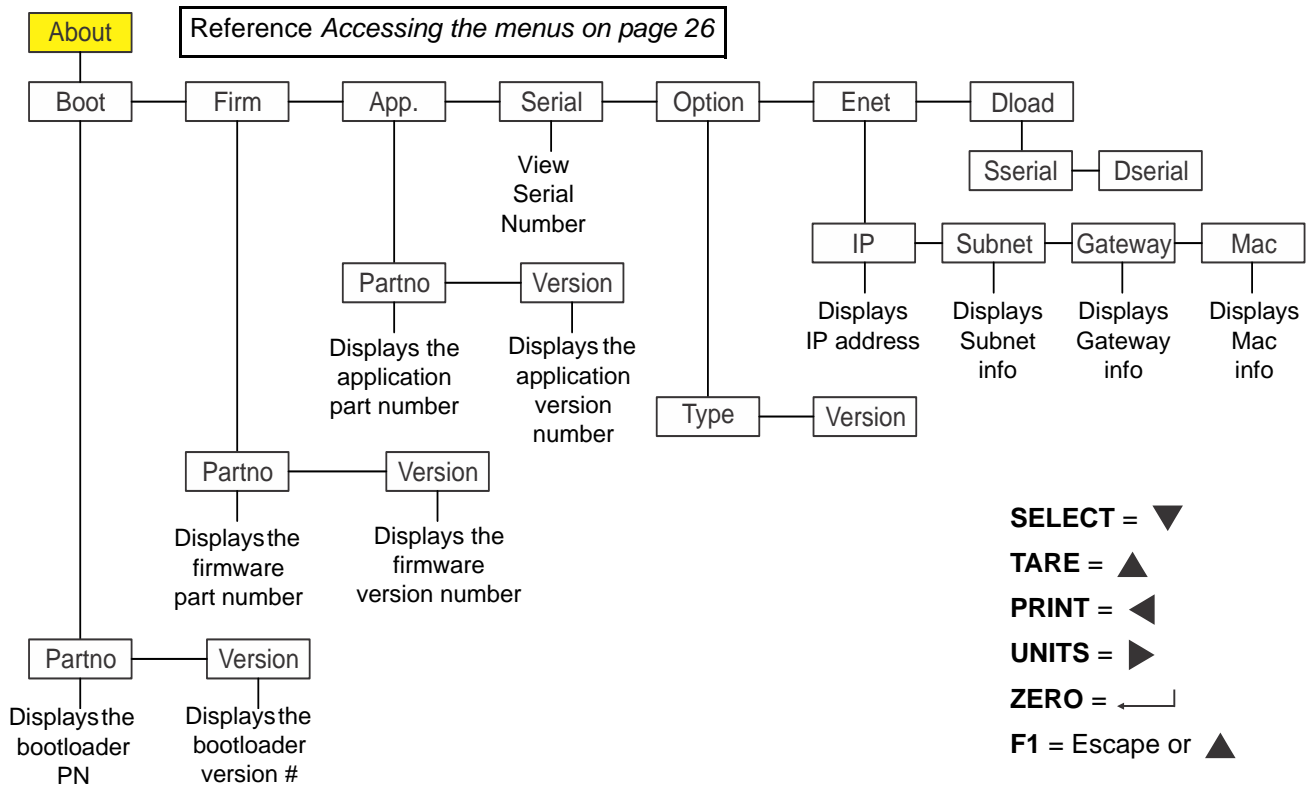 About
Reference Accessing the menus on page 26
Boot
Firm
App.
Serial
Option
Enet
Dload
View
Serial
Number
Sserial
Dserial
IP
Subnet
Gateway
Mac
Displays
IP address
Displays
Subnet
info
Displays
Gateway
info
Displays
Mac
info
Partno
Version
Displays the
application
part number
Displays the
application
version
number
Type
Version
Partno
Version
Displays the
firmware
part number
Displays the
firmware
version number
Partno
Version
Displays the
bootloader
PN
Displays the
bootloader
version #
SELECT = ▼
TARE = ▲
PRINT = ◀
UNITS = ▶
ZERO = ↵
F1 = Escape or ▲